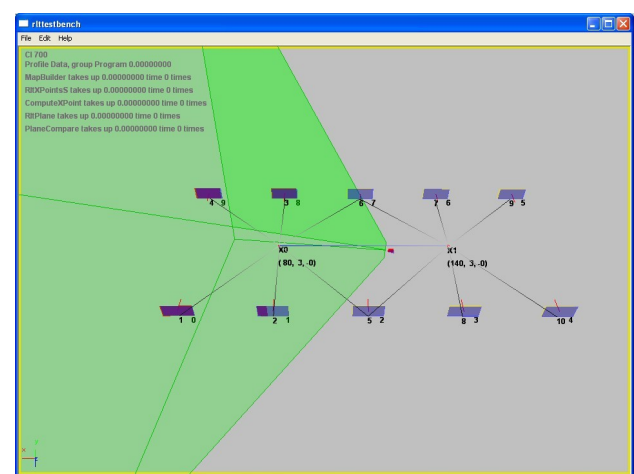 rlttestbench
File Edit Help
CI 700
Profile Data, group Program 0.00000000
MapBuilder takes up 0.00000000 time 0 times
RltXPointsS takes up 0.00000000 time 0 times
ComputeXPoint takes up 0.00000000 time 0 times
RltPlane takes up 0.00000000 time 0 times
PlaneCompare takes up 0.00000000 time 0 times
4 9 3 8 6 7 7 6 9 5
X0 X1
( 80, 3, -0) (140, 3, -0)
1 0 2 1 5 2 8 3 10 4